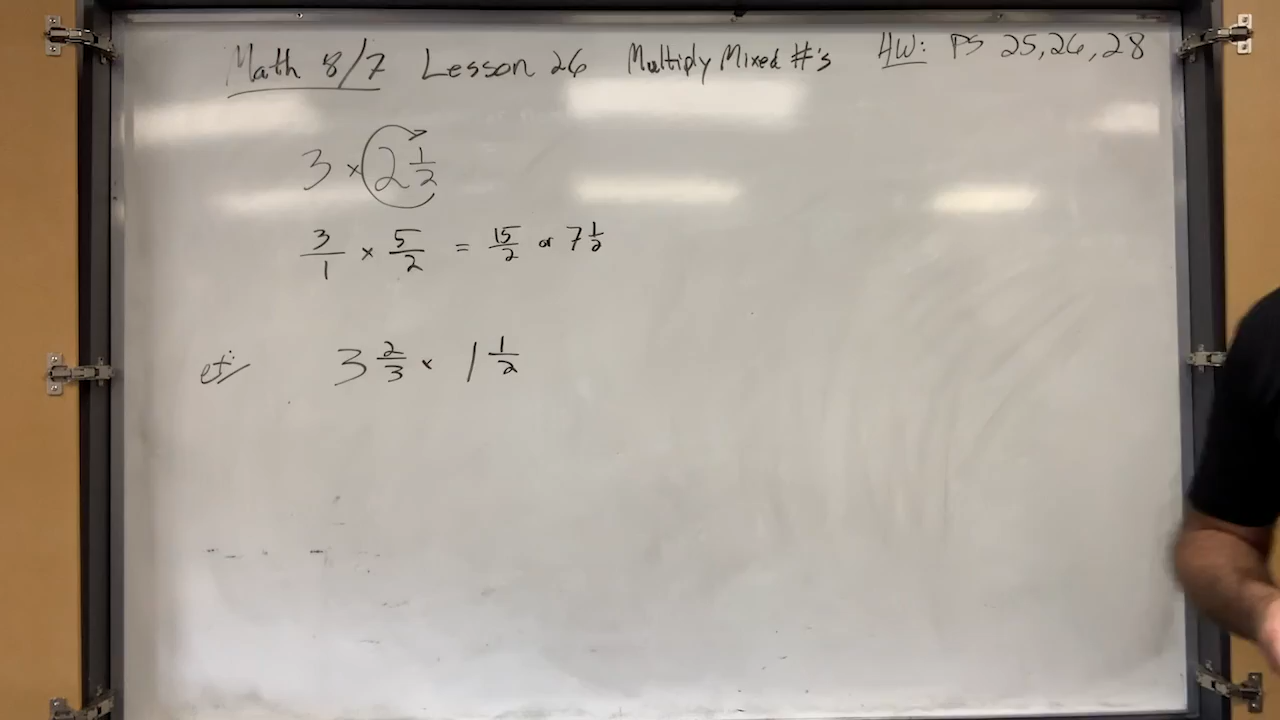 Math 8/7 Lesson 26 Multiply Mixed #'s HW: PS 25, 26, 28
3 × 2 1/2
3/1 × 5/2 = 15/2 or 7 1/2
3 2/3 × 1 1/2